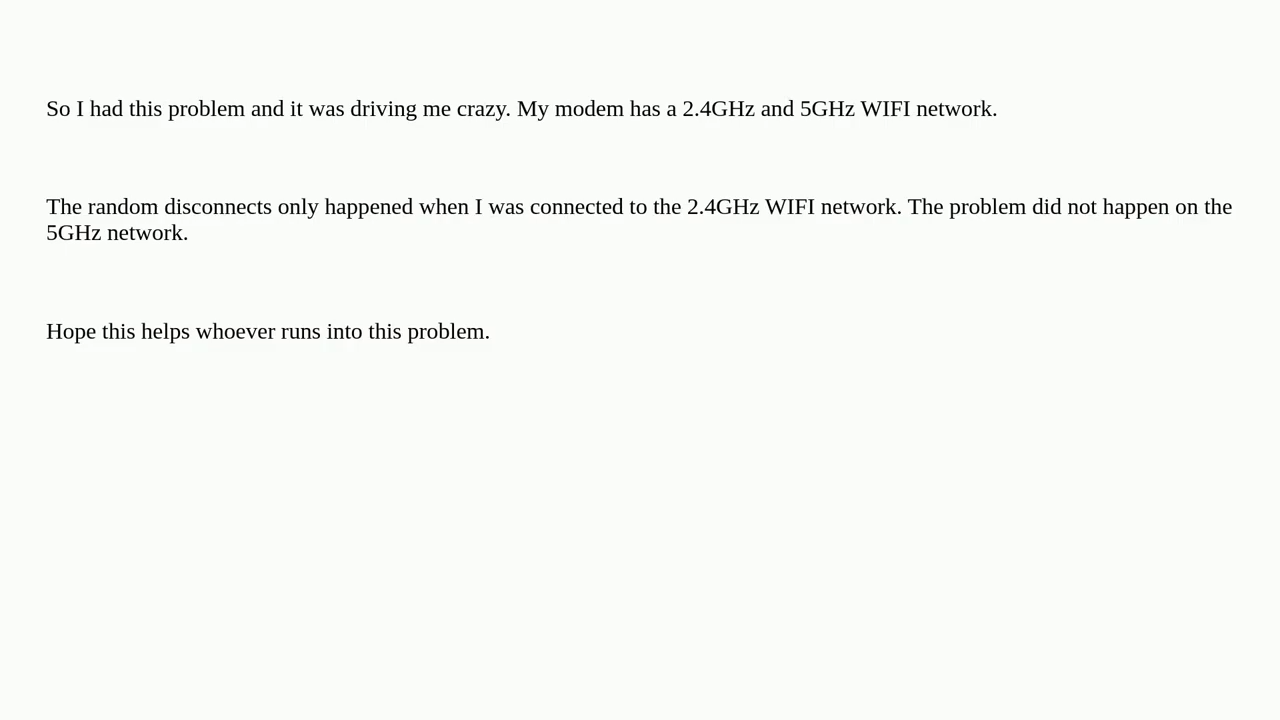 So I had this problem and it was driving me crazy. My modem has a 2.4GHz and 5GHz WIFI network.
The random disconnects only happened when I was connected to the 2.4GHz WIFI network. The problem did not happen on the
5GHz network.
Hope this helps whoever runs into this problem.